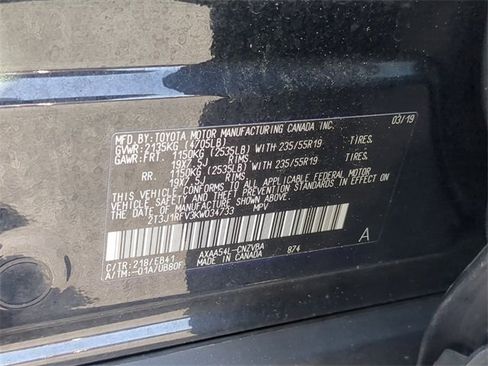 MFD. BY: TOYOTA MOTOR MANUFACTURING CANADA INC. 03/19
GVWR: 2135KG (4705LB)
GAWR: FRT. 1150KG (2535LB) WITH 235/55R19 TIRES.
19X7.5J RIMS.
RR. 1150KG (2535LB) WITH 235/55R19 TIRES.
19X7.5J RIMS.
THIS VEHICLE CONFORMS TO ALL APPLICABLE FEDERAL MOTOR
VEHICLE SAFETY AND THEFT PREVENTION STANDARDS IN EFFECT ON
THE DATE OF MANUFACTURE SHOWN ABOVE.
2T3J1RFV3KW034733 MPV
C/TR: 218/EB41 AXAA54L-CNZVBA A
A/TM: -01A/UB80F MADE IN CANADA 874